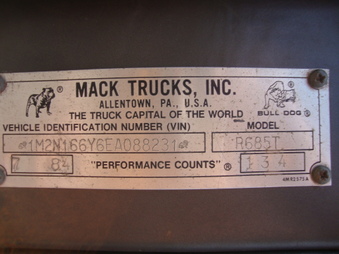 MACK TRUCKS, INC.
ALLENTOWN, PA., U.S.A.
THE TRUCK CAPITAL OF THE WORLD
BULL DOG ®
VEHICLE IDENTIFICATION NUMBER (VIN) MODEL
1M2N166Y6EA088231 R685T
7 84 "PERFORMANCE COUNTS" ® 134